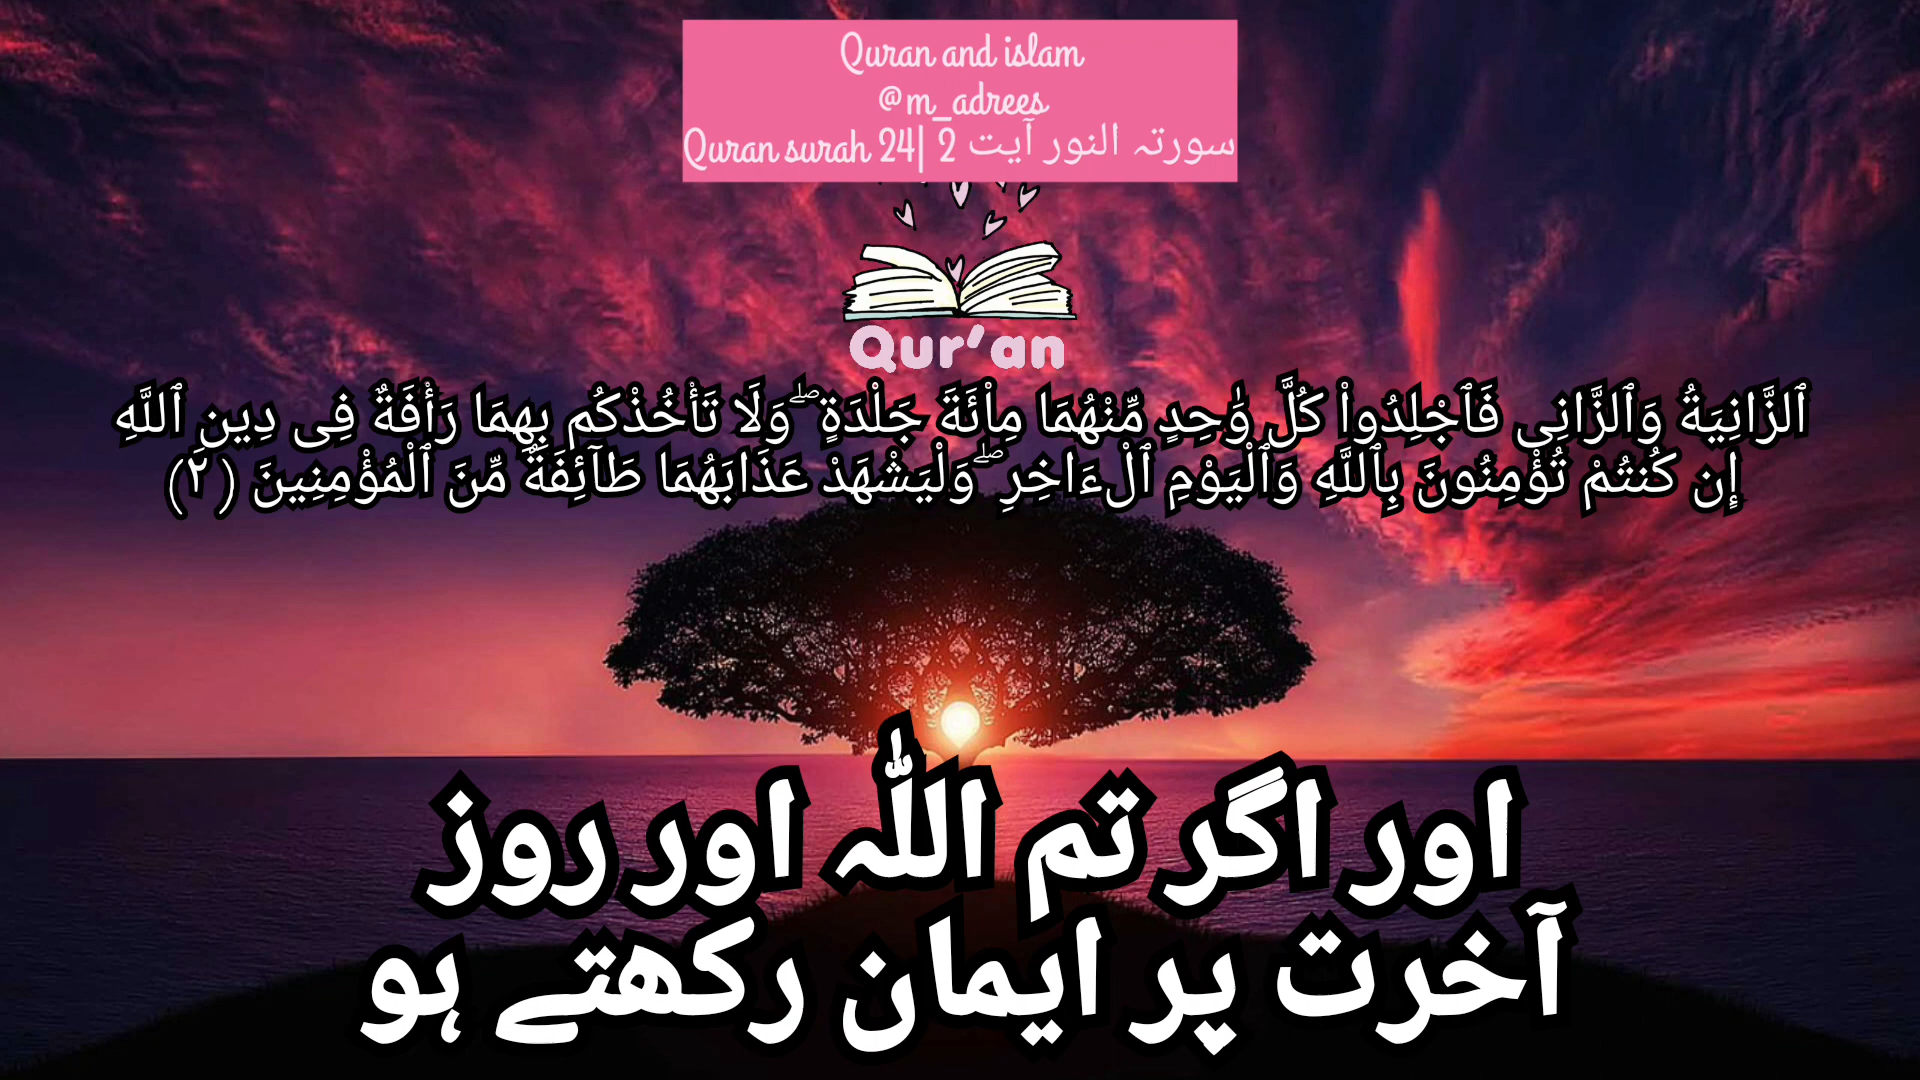 Quran and islam
@m_adrees
Quran surah 24| 2 سورتہ النور آیت
Qur'an
ٱلزَّانِيَةُ وَٱلزَّانِى فَٱجْلِدُوا۟ كُلَّ وَٰحِدٍ مِّنْهُمَا مِا۟ئَةَ جَلْدَةٍ ۖ وَلَا تَأْخُذْكُم بِهِمَا رَأْفَةٌ فِى دِينِ ٱللَّهِ
إِن كُنتُمْ تُؤْمِنُونَ بِٱللَّهِ وَٱلْيَوْمِ ٱلْءَاخِرِ ۖ وَلْيَشْهَدْ عَذَابَهُمَا طَآئِفَةٌ مِّنَ ٱلْمُؤْمِنِينَ (٢)
اور اگر تم اللّٰہ اور روز
آخرت پر ایمان رکھتے ہو